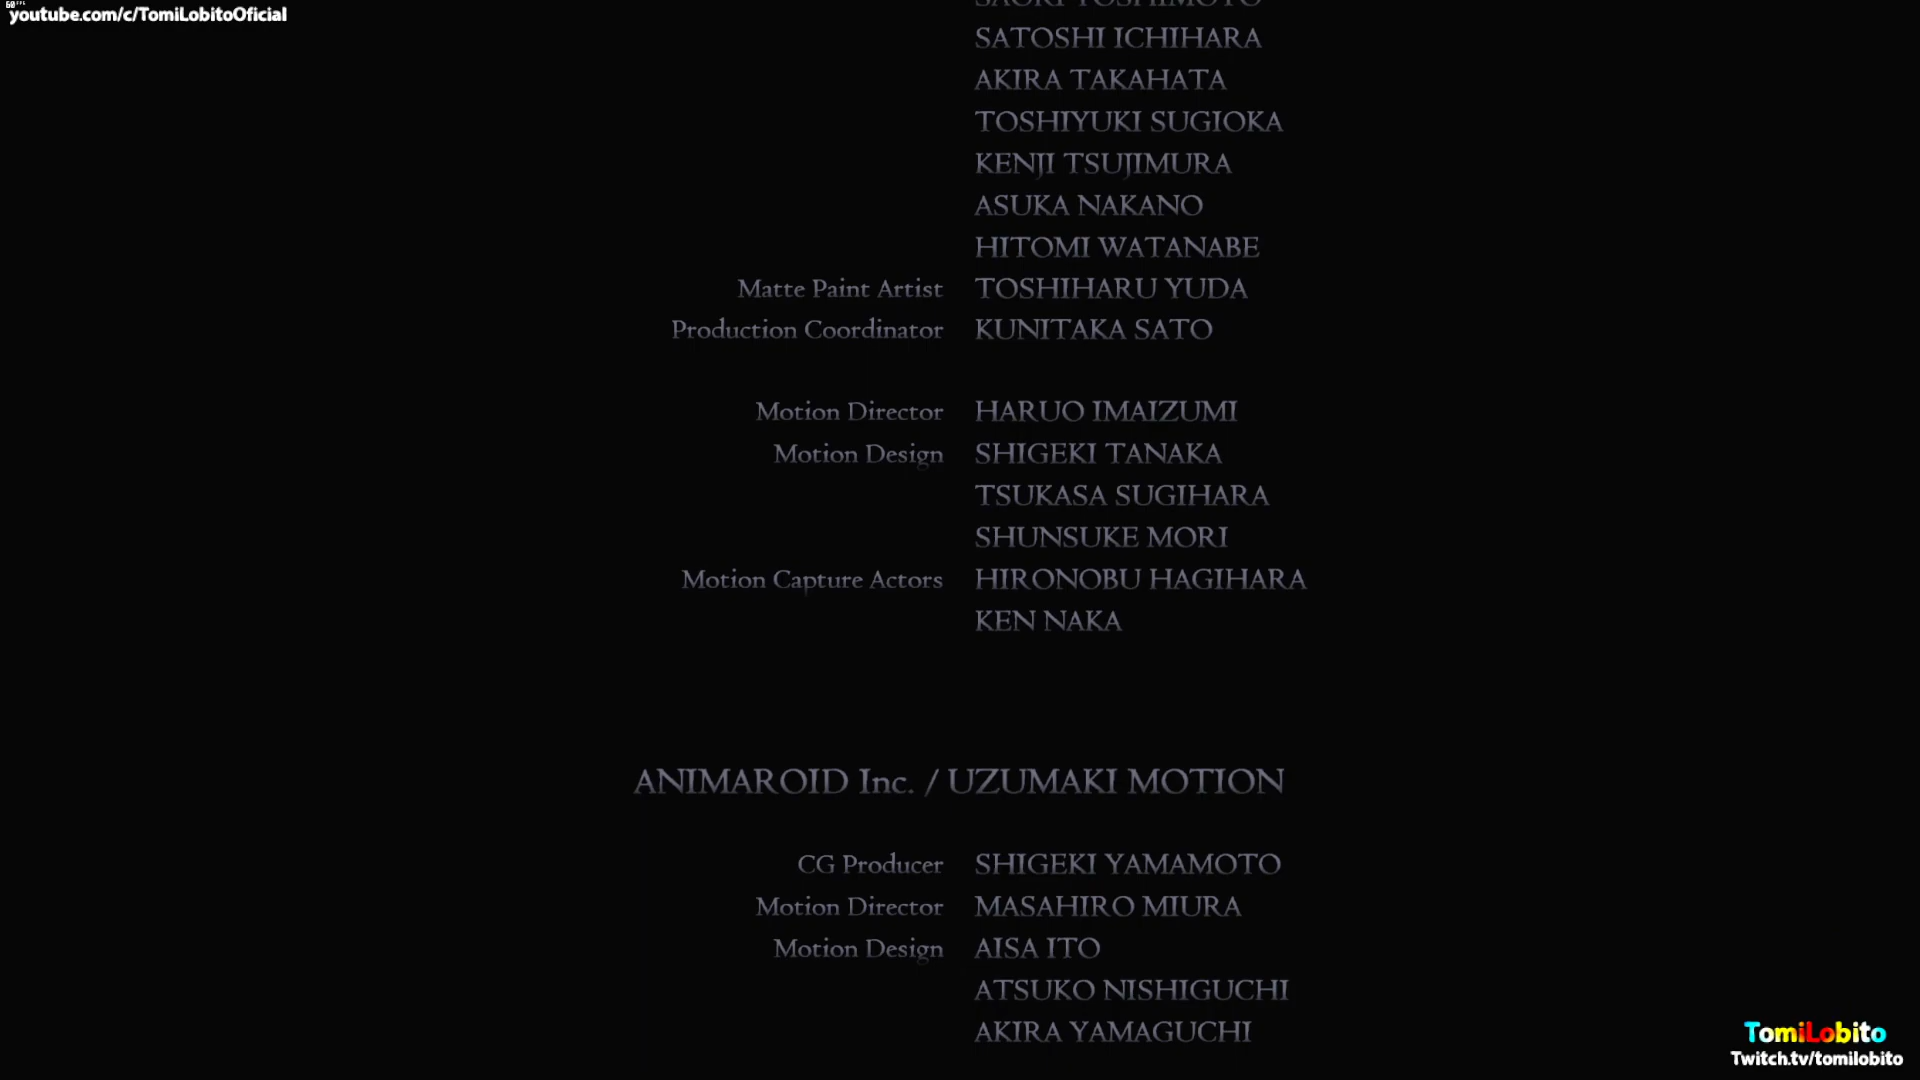 60FPS
youtube.com/c/TomiLobitoOficial
SAORI YOSHIMOTO
SATOSHI ICHIHARA
AKIRA TAKAHATA
TOSHIYUKI SUGIOKA
KENJI TSUJIMURA
ASUKA NAKANO
HITOMI WATANABE
Matte Paint Artist TOSHIHARU YUDA
Production Coordinator KUNITAKA SATO
Motion Director HARUO IMAIZUMI
Motion Design SHIGEKI TANAKA
TSUKASA SUGIHARA
SHUNSUKE MORI
Motion Capture Actors HIRONOBU HAGIHARA
KEN NAKA
ANIMAROID Inc. / UZUMAKI MOTION
CG Producer SHIGEKI YAMAMOTO
Motion Director MASAHIRO MIURA
Motion Design AISA ITO
ATSUKO NISHIGUCHI
AKIRA YAMAGUCHI
TomiLobito
Twitch.tv/tomilobito